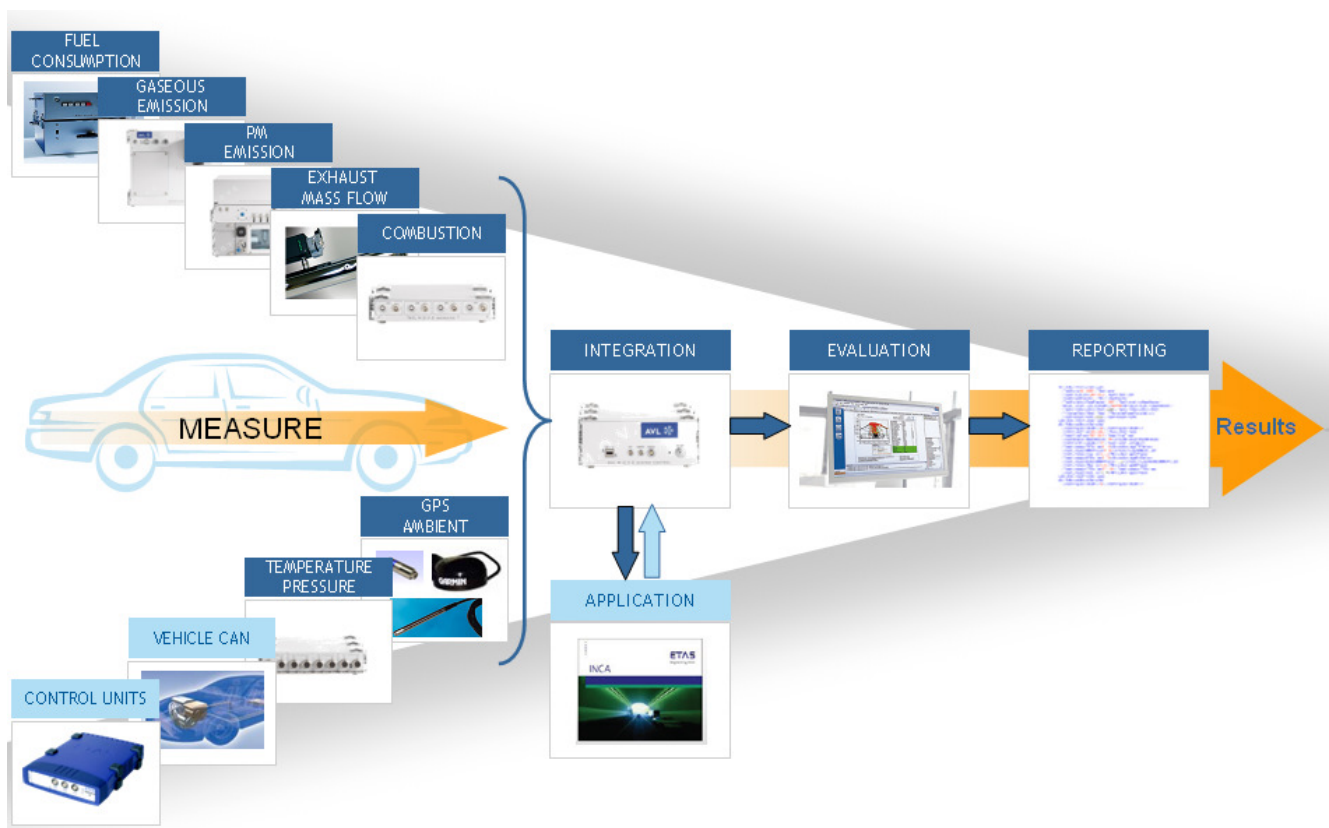 FUEL
CONSUMPTION
GASEOUS
EMISSION
PM
EMISSION
EXHAUST
MASS FLOW
COMBUSTION
MEASURE
INTEGRATION
AVL
EVALUATION
REPORTING
Results
GPS
AMBIENT
GARMIN
TEMPERATURE
PRESSURE
VEHICLE CAN
CONTROL UNITS
APPLICATION
ETAS
INCA